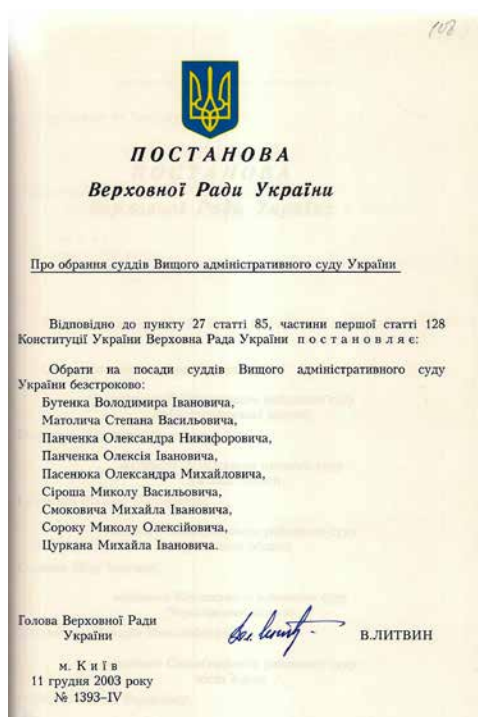 108
ПОСТАНОВА
Верховної Ради України
Про обрання суддів Вищого адміністративного суду України
Відповідно до пункту 27 статті 85, частини першої статті 128
Конституції України Верховна Рада України п о с т а н о в л я є:
Обрати на посади суддів Вищого адміністративного суду
України безстроково:
Бутенка Володимира Івановича,
Матолича Степана Васильовича,
Панченка Олександра Никифоровича,
Панченка Олексія Івановича,
Пасенюка Олександра Михайловича,
Сіроша Миколу Васильовича,
Смоковича Михайла Івановича,
Сороку Миколу Олексійовича,
Цуркана Михайла Івановича.
Голова Верховної Ради
України
В.ЛИТВИН
м. К и ї в
11 грудня 2003 року
№ 1393–IV